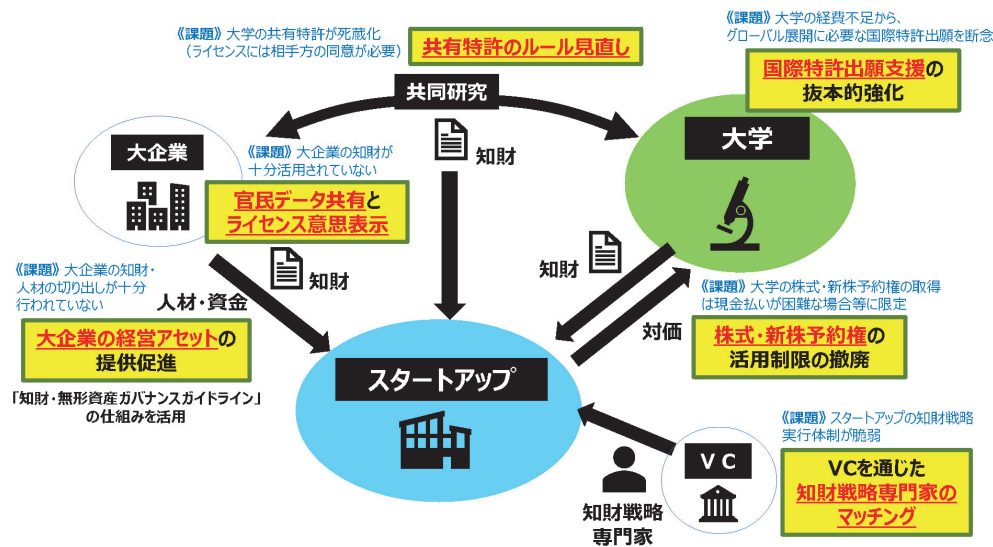 《課題》 大学の共有特許が死蔵化
（ライセンスには相手方の同意が必要）
共有特許のルール見直し
《課題》 大学の経費不足から、
グローバル展開に必要な国際特許出願を断念
国際特許出願支援の
抜本的強化
共同研究
大企業
大学
知財
《課題》 大企業の知財が
十分活用されていない
官民データ共有と
ライセンス意思表示
知財
知財
《課題》 大企業の知財・
人材の切り出しが十分
行われていない
人材・資金
大企業の経営アセットの
提供促進
「知財・無形資産ガバナンスガイドライン」
の仕組みを活用
《課題》 大学の株式・新株予約権の取得
は現金払いが困難な場合等に限定
対価
株式・新株予約権の
活用制限の撤廃
スタートアップ
《課題》 スタートアップの知財戦略
実行体制が脆弱
ＶＣ
VCを通じた
知財戦略専門家の
マッチング
知財戦略
専門家